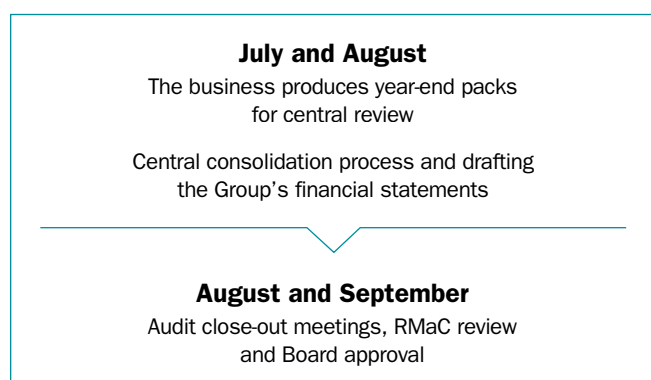 July and August
The business produces year-end packs
for central review
Central consolidation process and drafting
the Group's financial statements
August and September
Audit close-out meetings, RMaC review
and Board approval